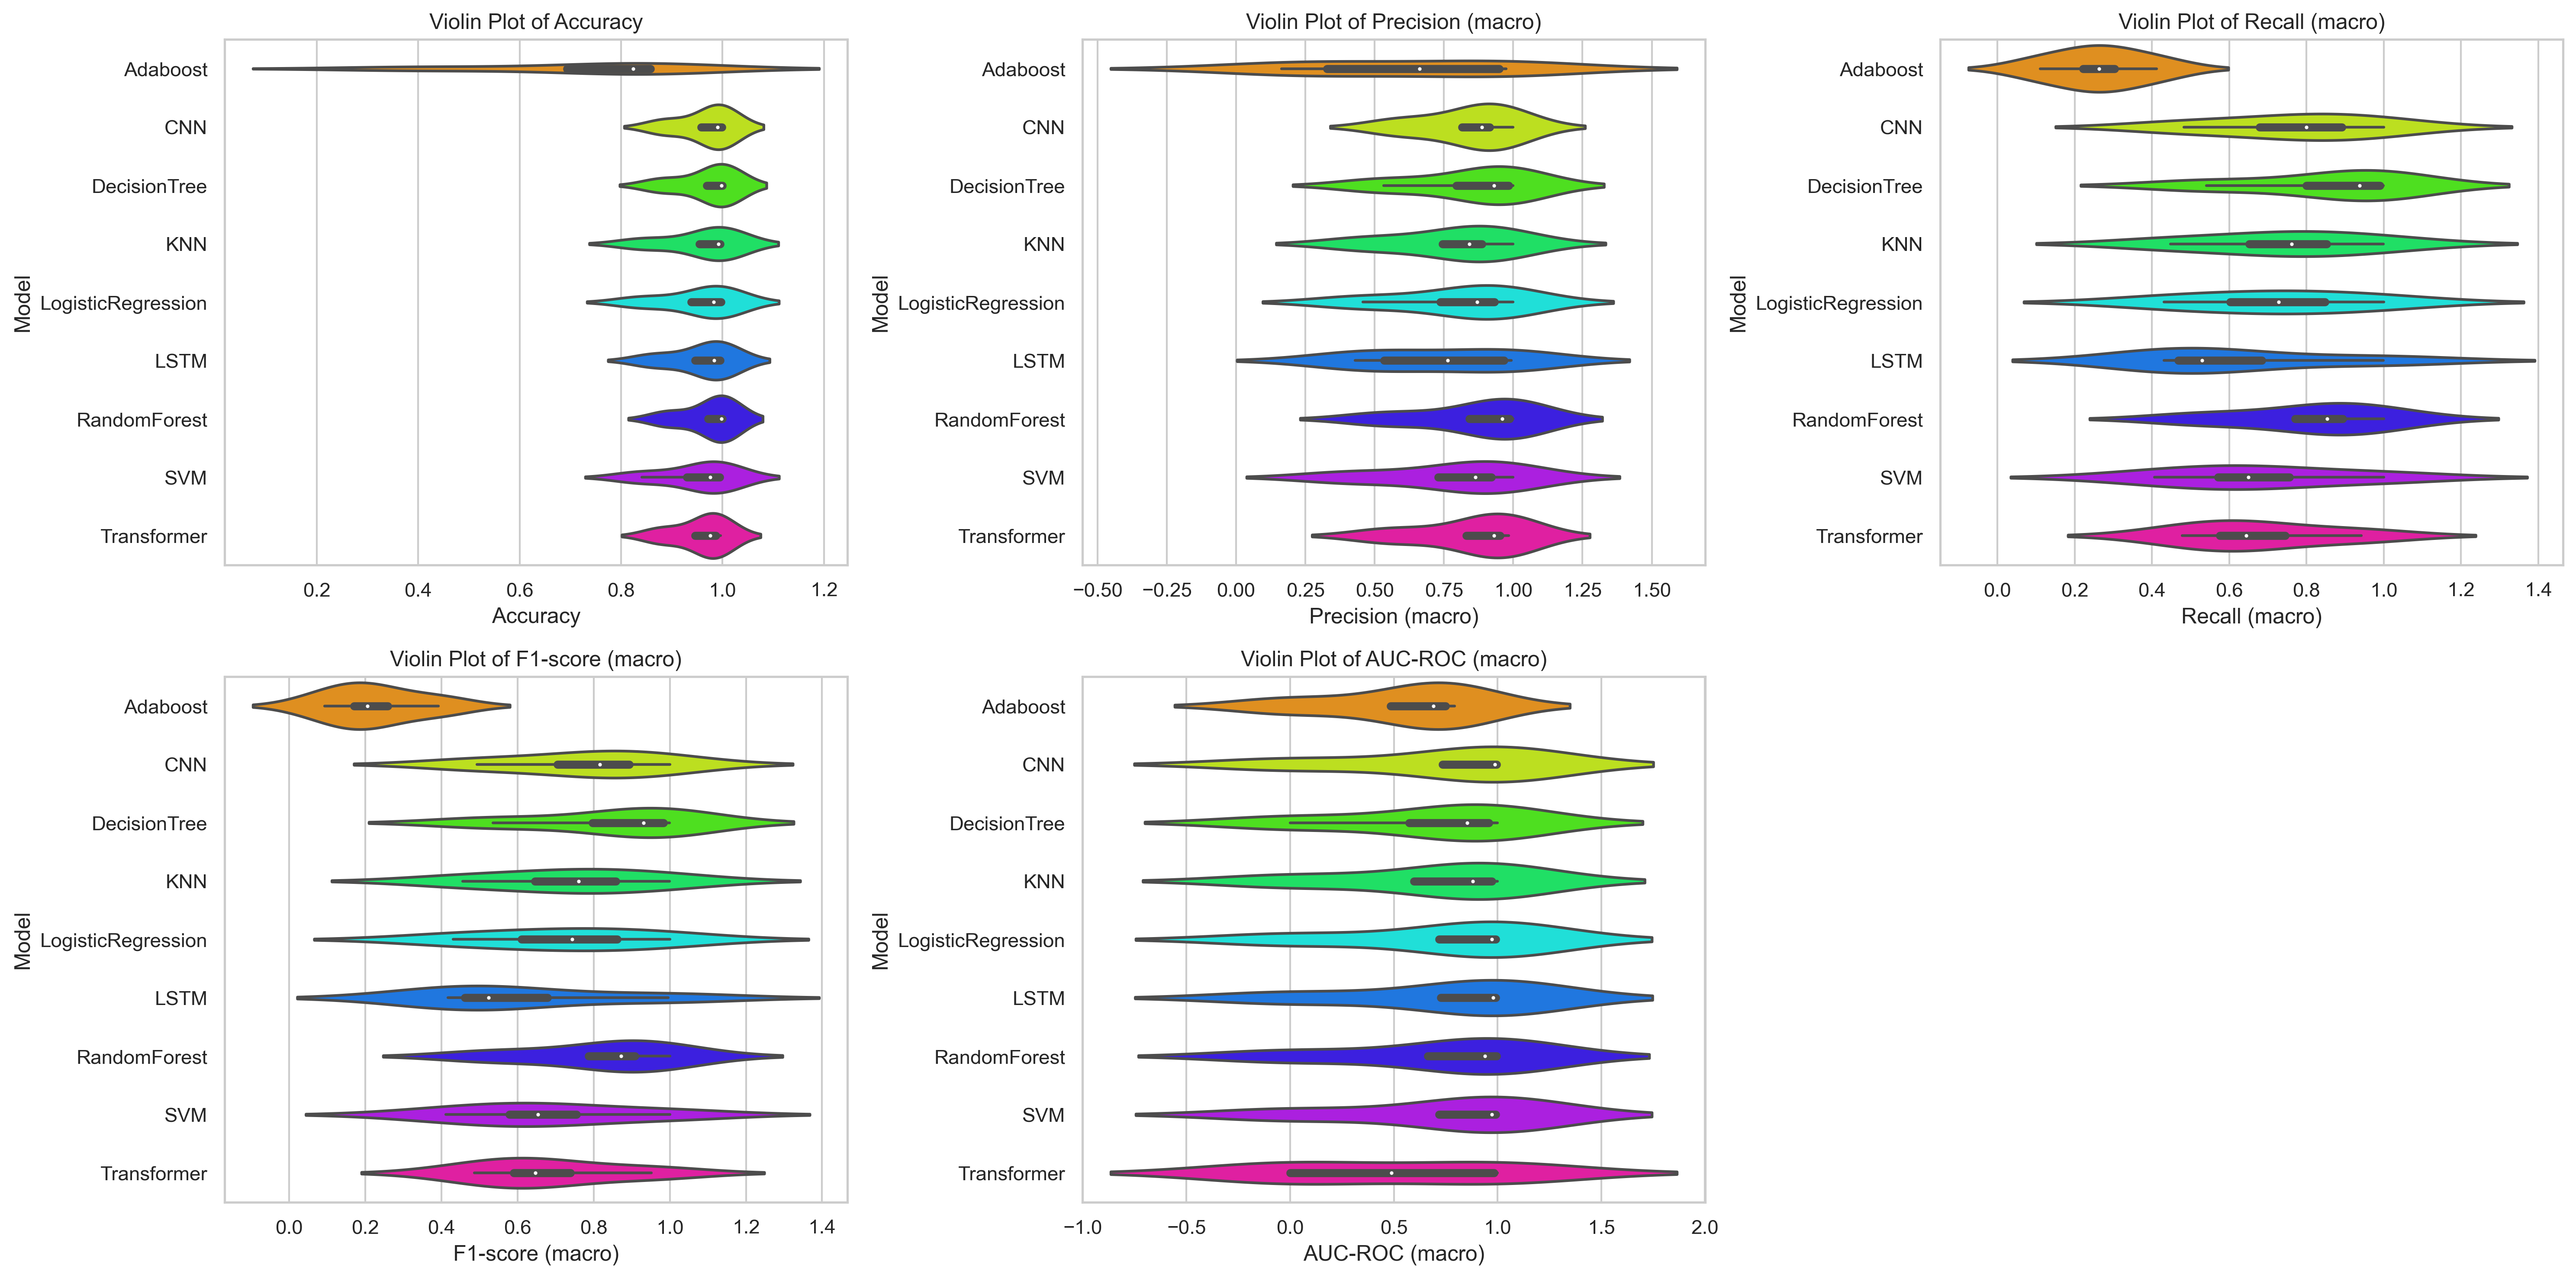 Violin Plot of Accuracy
Model
Adaboost
CNN
DecisionTree
KNN
LogisticRegression
LSTM
RandomForest
SVM
Transformer
0.2 0.4 0.6 0.8 1.0 1.2
Accuracy
Violin Plot of Precision (macro)
Model
Adaboost
CNN
DecisionTree
KNN
LogisticRegression
LSTM
RandomForest
SVM
Transformer
−0.50 −0.25 0.00 0.25 0.50 0.75 1.00 1.25 1.50
Precision (macro)
Violin Plot of Recall (macro)
Model
Adaboost
CNN
DecisionTree
KNN
LogisticRegression
LSTM
RandomForest
SVM
Transformer
0.0 0.2 0.4 0.6 0.8 1.0 1.2 1.4
Recall (macro)
Violin Plot of F1-score (macro)
Model
Adaboost
CNN
DecisionTree
KNN
LogisticRegression
LSTM
RandomForest
SVM
Transformer
0.0 0.2 0.4 0.6 0.8 1.0 1.2 1.4
F1-score (macro)
Violin Plot of AUC-ROC (macro)
Model
Adaboost
CNN
DecisionTree
KNN
LogisticRegression
LSTM
RandomForest
SVM
Transformer
−1.0 −0.5 0.0 0.5 1.0 1.5 2.0
AUC-ROC (macro)